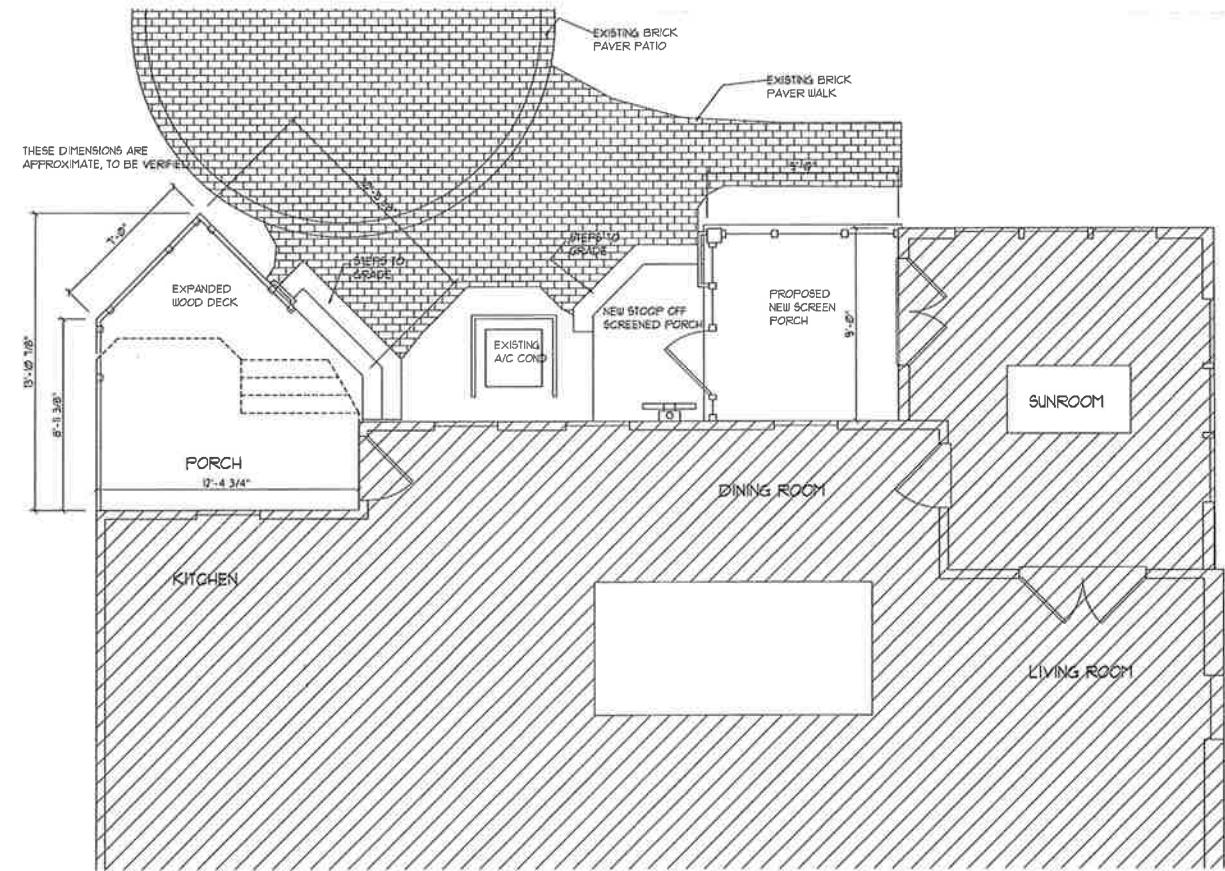 EXISTING BRICK
PAVER PATIO
EXISTING BRICK
PAVER WALK
THESE DIMENSIONS ARE
APPROXIMATE, TO BE VERIFIED
7'-0"
STEPS TO
GRADE
STEPS TO
GRADE
EXPANDED
WOOD DECK
PROPOSED
NEW SCREEN
PORCH
NEW STOOP OFF
SCREENED PORCH
EXISTING
A/C COND
13'-10 7/8"
8'-11 3/8"
9'-0"
SUNROOM
PORCH
12'-4 3/4"
DINING ROOM
KITCHEN
LIVING ROOM